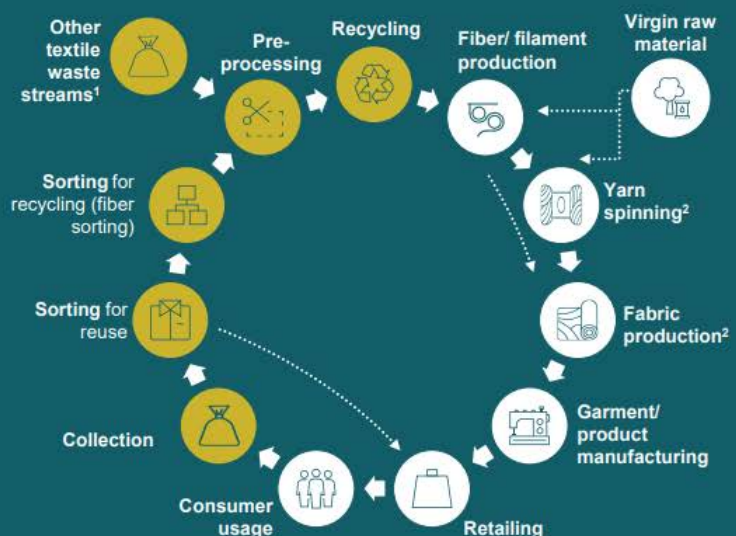 Other
textile
waste
streams¹
Pre-
processing
Recycling
Fiber/ filament
production
Virgin raw
material
Sorting for
recycling (fiber
sorting)
Yarn
spinning²
Sorting for
reuse
Fabric
production²
Collection
Garment/
product
manufacturing
Consumer
usage
Retailing